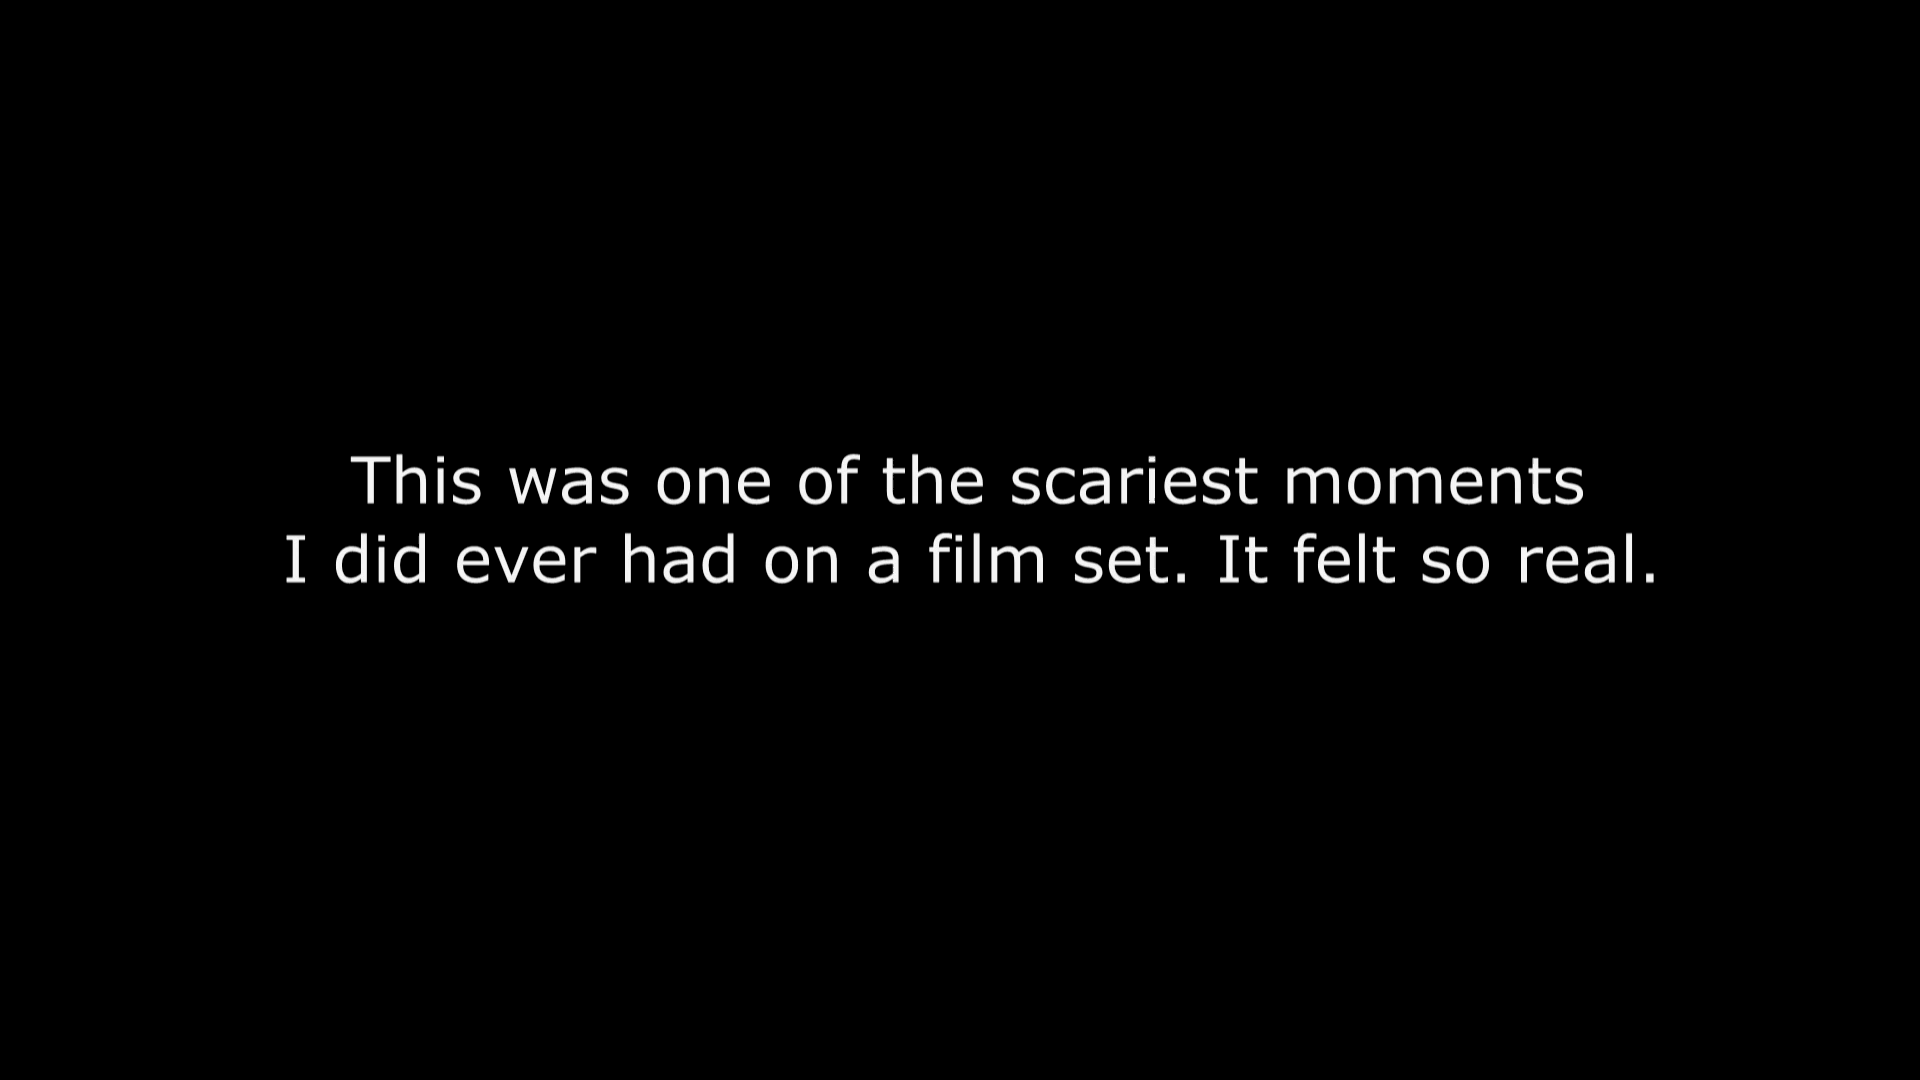 This was one of the scariest moments
I did ever had on a film set. It felt so real.